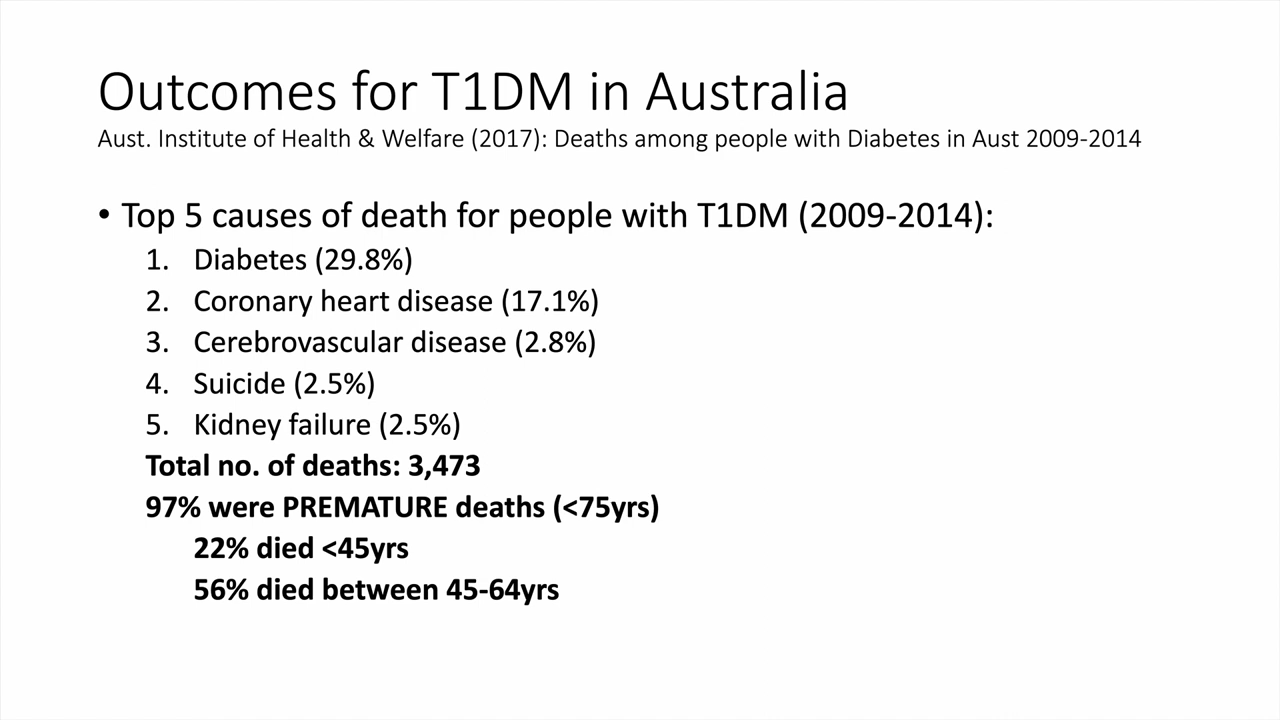 Outcomes for T1DM in Australia
Aust. Institute of Health & Welfare (2017): Deaths among people with Diabetes in Aust 2009-2014
• Top 5 causes of death for people with T1DM (2009-2014):
1. Diabetes (29.8%)
2. Coronary heart disease (17.1%)
3. Cerebrovascular disease (2.8%)
4. Suicide (2.5%)
5. Kidney failure (2.5%)
Total no. of deaths: 3,473
97% were PREMATURE deaths (<75yrs)
22% died <45yrs
56% died between 45-64yrs